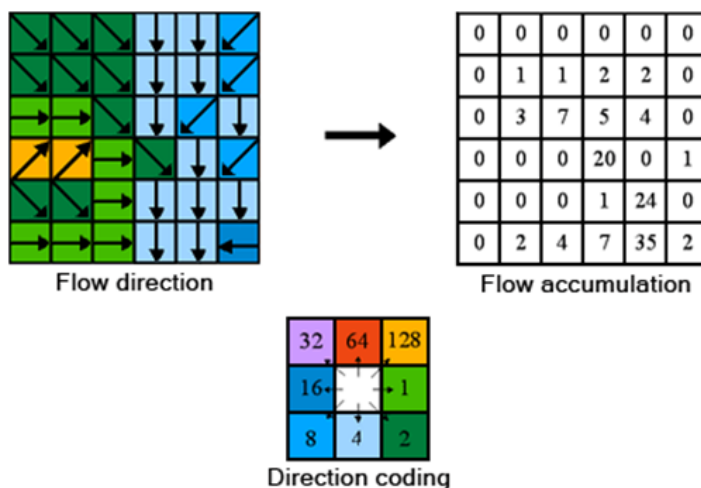 0 0 0 0 0 0
0 1 1 2 2 0
0 3 7 5 4 0
0 0 0 20 0 1
0 0 0 1 24 0
0 2 4 7 35 2
Flow direction
Flow accumulation
32 64 128
16 1
8 4 2
Direction coding